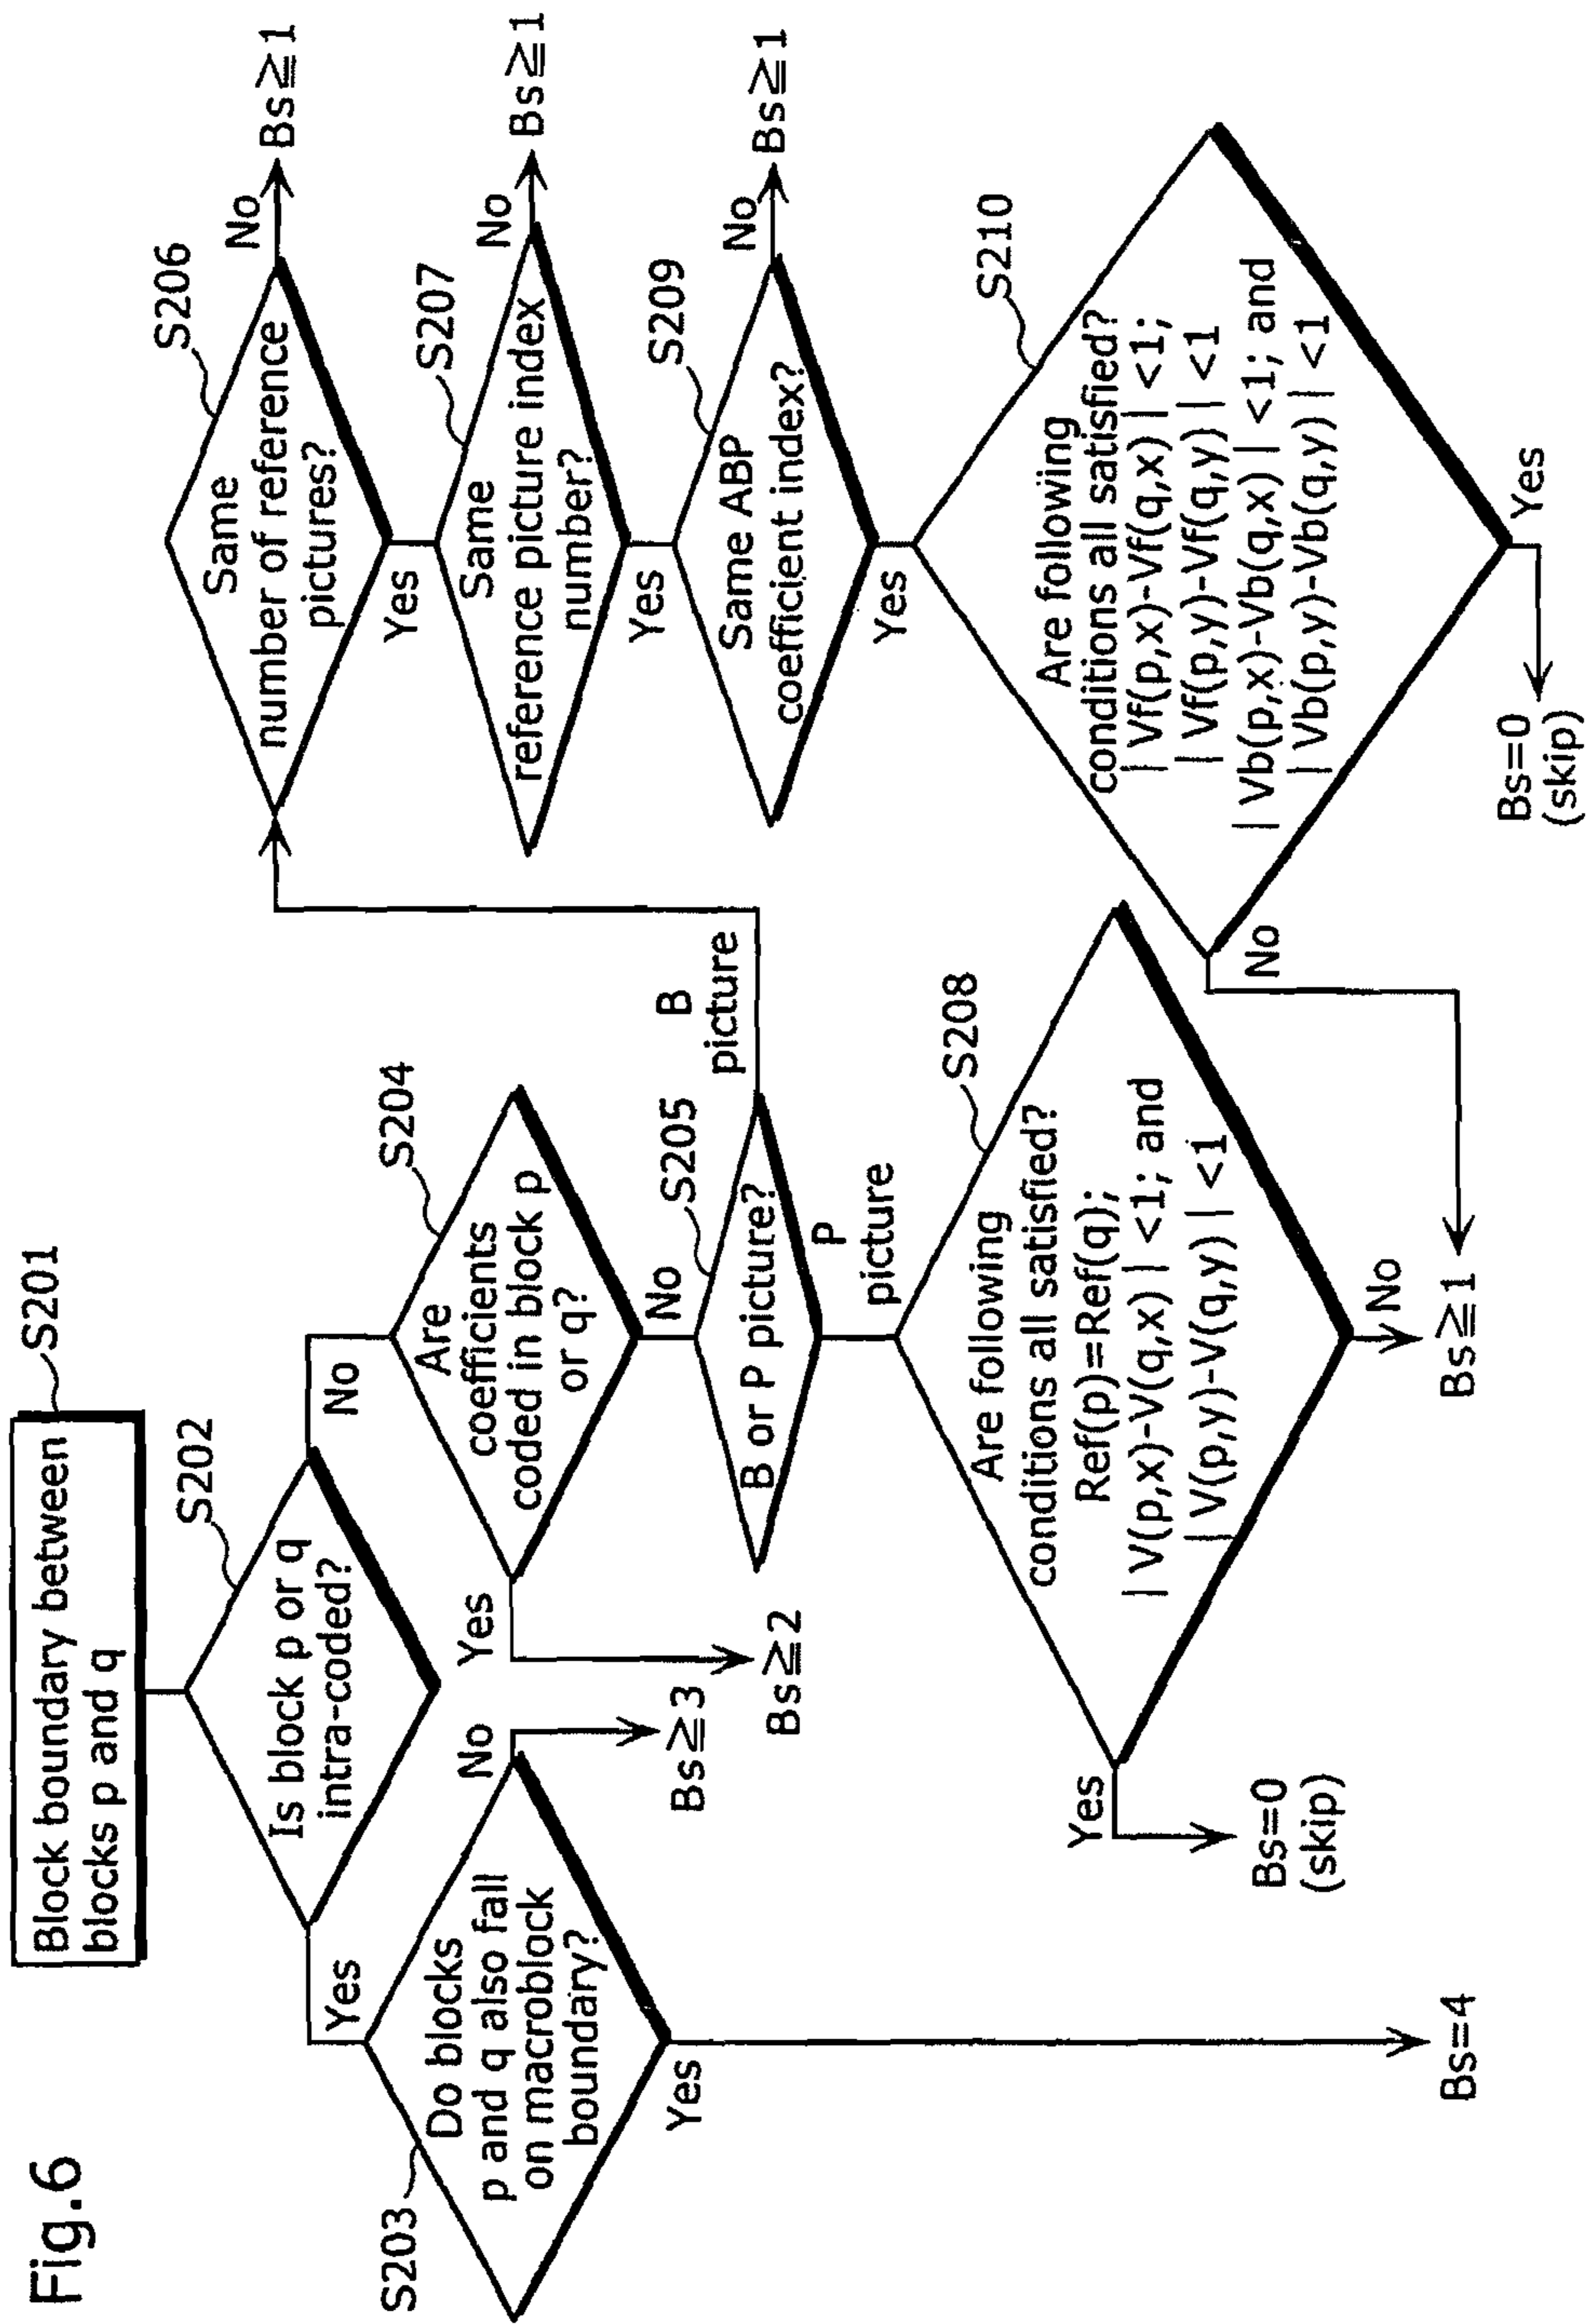 Fig.6
Block boundary between
blocks p and q
S201
Is block p or q
intra-coded?
S202
Yes
No
Do blocks
p and q also fall
on macroblock
boundary?
S203
No
Bs≧3
Yes
Bs=4
Are
coefficients
coded in block p
or q?
S204
Yes
Bs≧2
No
B or P picture?
S205
B
picture
P
picture
Are following
conditions all satisfied?
Ref(p)=Ref(q);
|V(p,x)-V(q,x)|<1; and
|V(p,y)-V(q,y)|<1
S208
Yes
Bs=0
(skip)
No
Bs≧1
Same
number of reference
pictures?
S206
No
Bs≧1
Yes
Same
reference picture index
number?
S207
No
Bs≧1
Yes
Same ABP
coefficient index?
S209
No
Bs≧1
Yes
Are following
conditions all satisfied?
|Vf(p,x)-Vf(q,x)|<1;
|Vf(p,y)-Vf(q,y)|<1
|Vb(p,x)-Vb(q,x)|<1; and
|Vb(p,y)-Vb(q,y)|<1
S210
No
Yes
Bs=0
(skip)